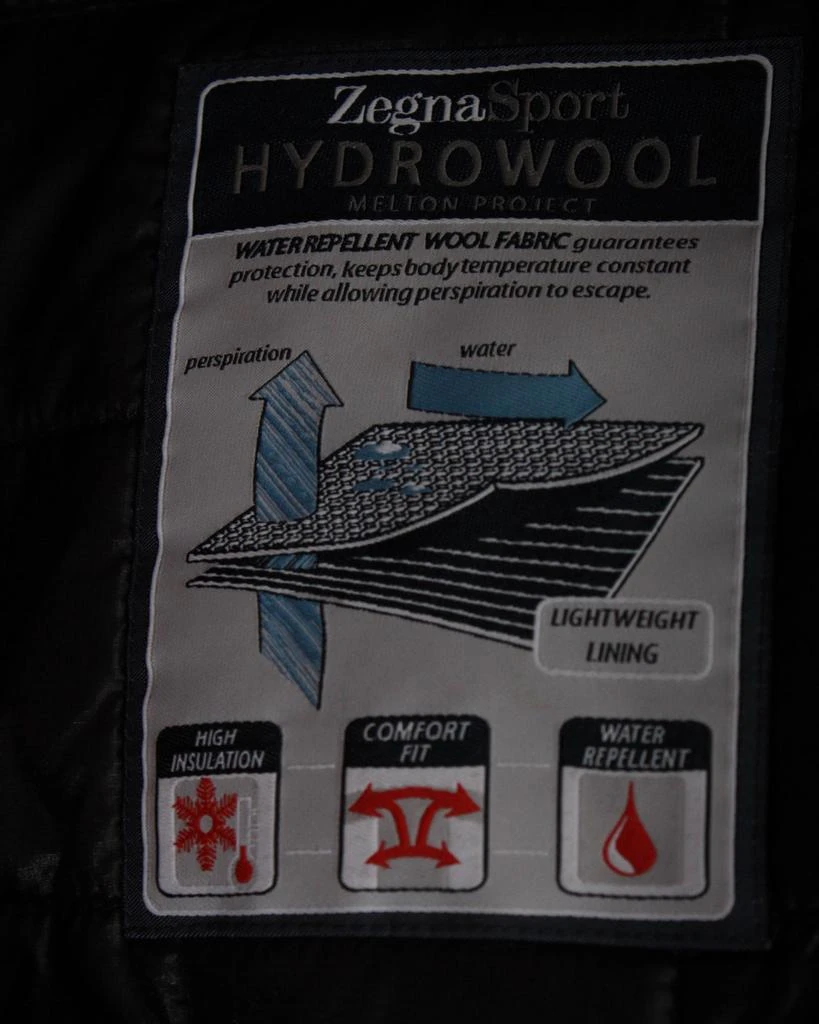 ZegnaSport
HYDROWOOL
MELTON PROJECT
WATER REPELLENT WOOL FABRIC guarantees
protection, keeps body temperature constant
while allowing perspiration to escape.
perspiration
water
LIGHTWEIGHT
LINING
HIGH
INSULATION
COMFORT
FIT
WATER
REPELLENT